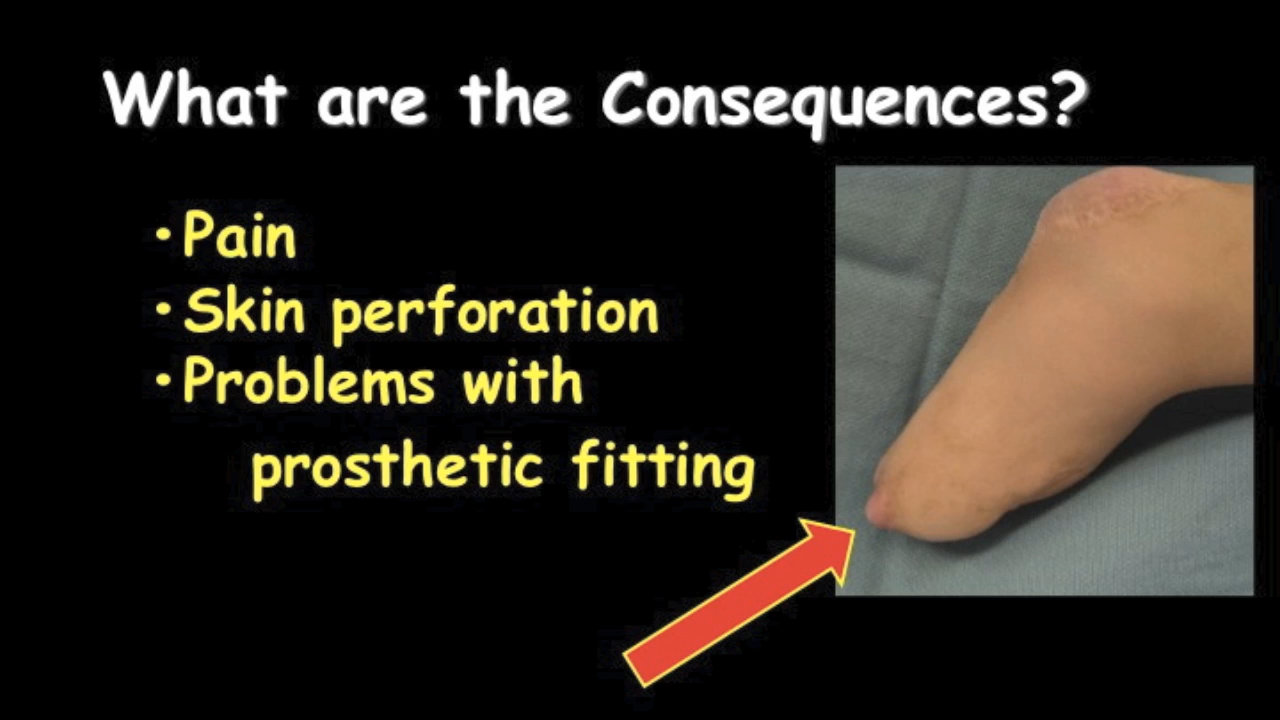 What are the Consequences?
• Pain
• Skin perforation
• Problems with
prosthetic fitting